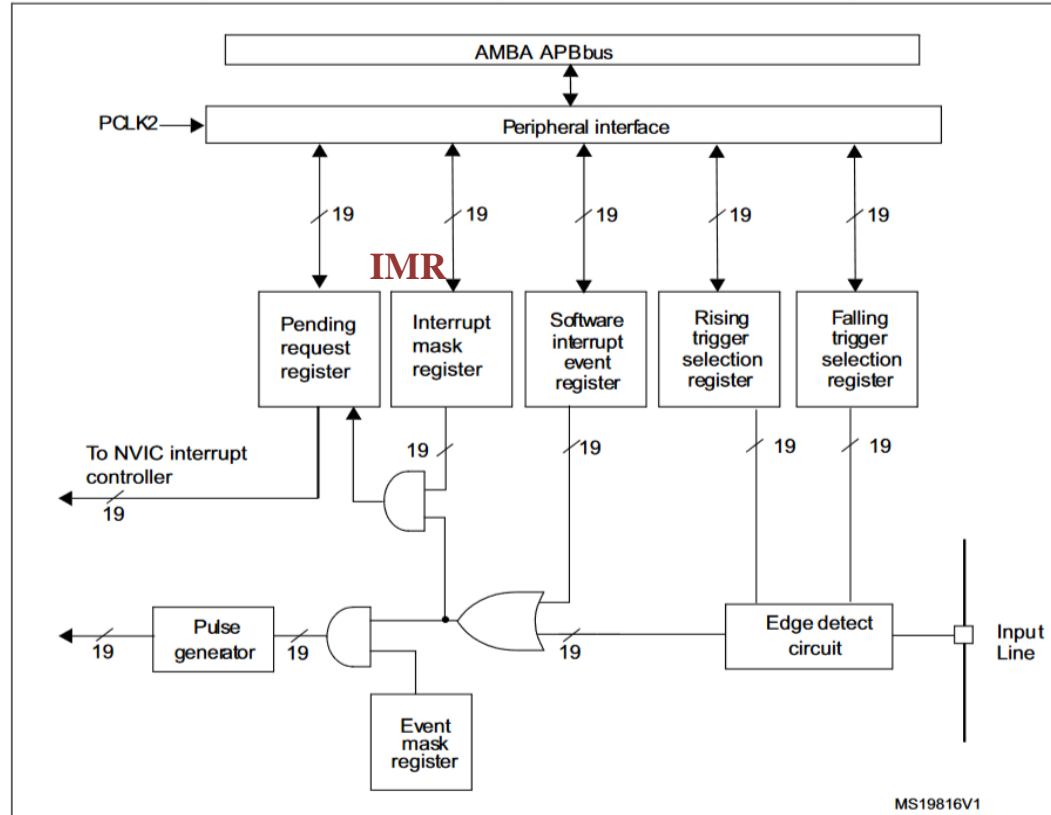 AMBA APB bus
PCLK2
Peripheral interface
19
19
19
19
19
IMR
Pending
request
register
Interrupt
mask
register
Software
interrupt
event
register
Rising
trigger
selection
register
Falling
trigger
selection
register
To NVIC interrupt
controller
19
19
19
19
19
Pulse
generator
19
19
19
Edge detect
circuit
Input
Line
Event
mask
register
MS19816V1